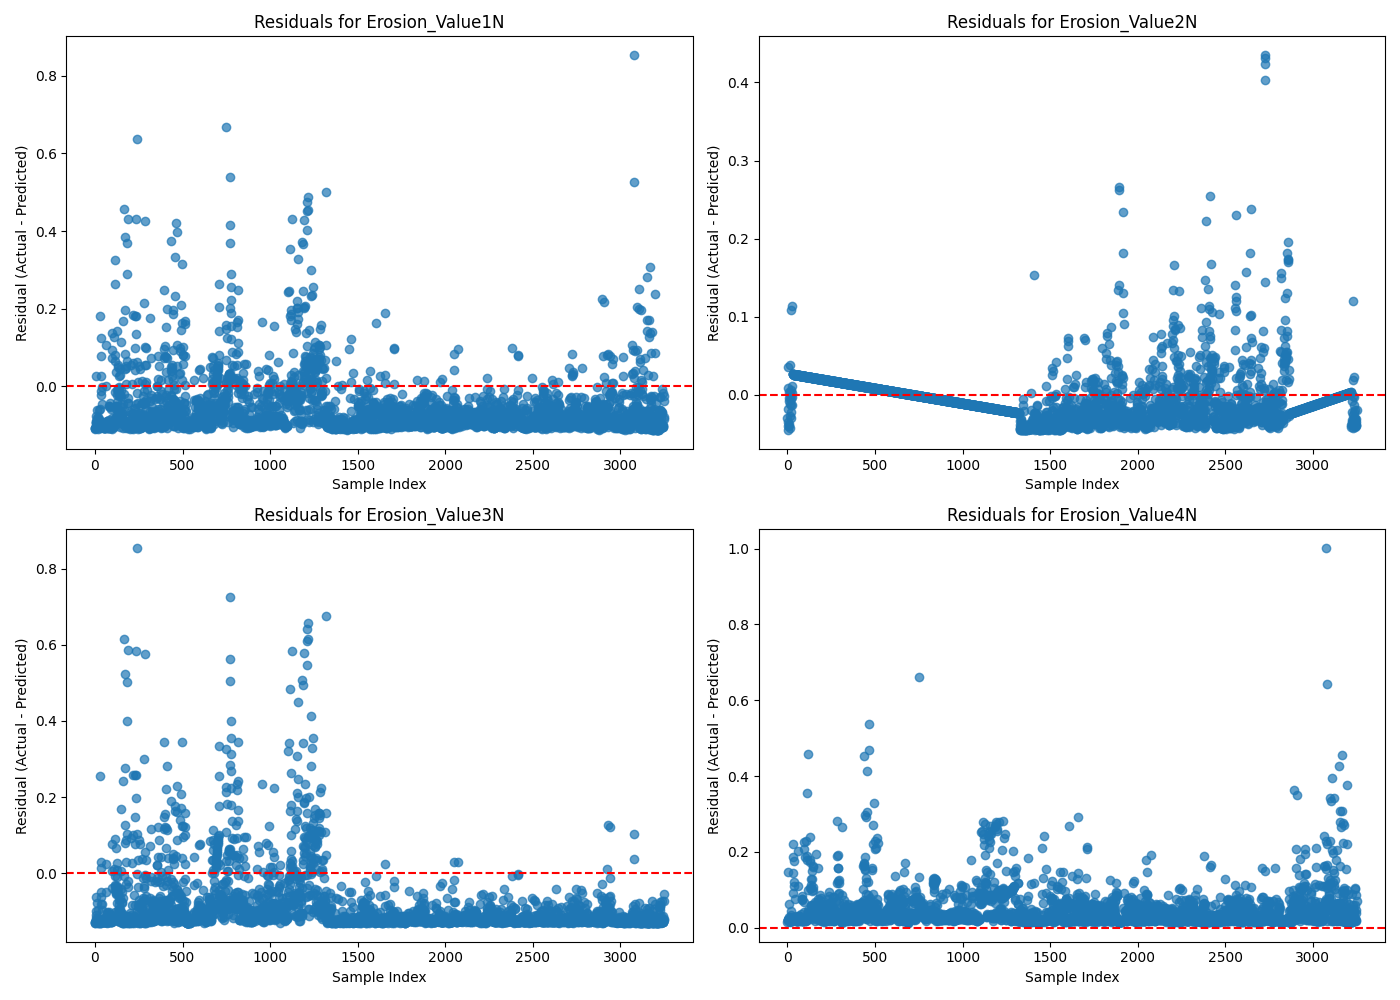 Residuals for Erosion_Value1N
Residual (Actual - Predicted)
0.8
0.6
0.4
0.2
0.0
0 500 1000 1500 2000 2500 3000
Sample Index
Residuals for Erosion_Value2N
Residual (Actual - Predicted)
0.4
0.3
0.2
0.1
0.0
0 500 1000 1500 2000 2500 3000
Sample Index
Residuals for Erosion_Value3N
Residual (Actual - Predicted)
0.8
0.6
0.4
0.2
0.0
0 500 1000 1500 2000 2500 3000
Sample Index
Residuals for Erosion_Value4N
Residual (Actual - Predicted)
1.0
0.8
0.6
0.4
0.2
0.0
0 500 1000 1500 2000 2500 3000
Sample Index